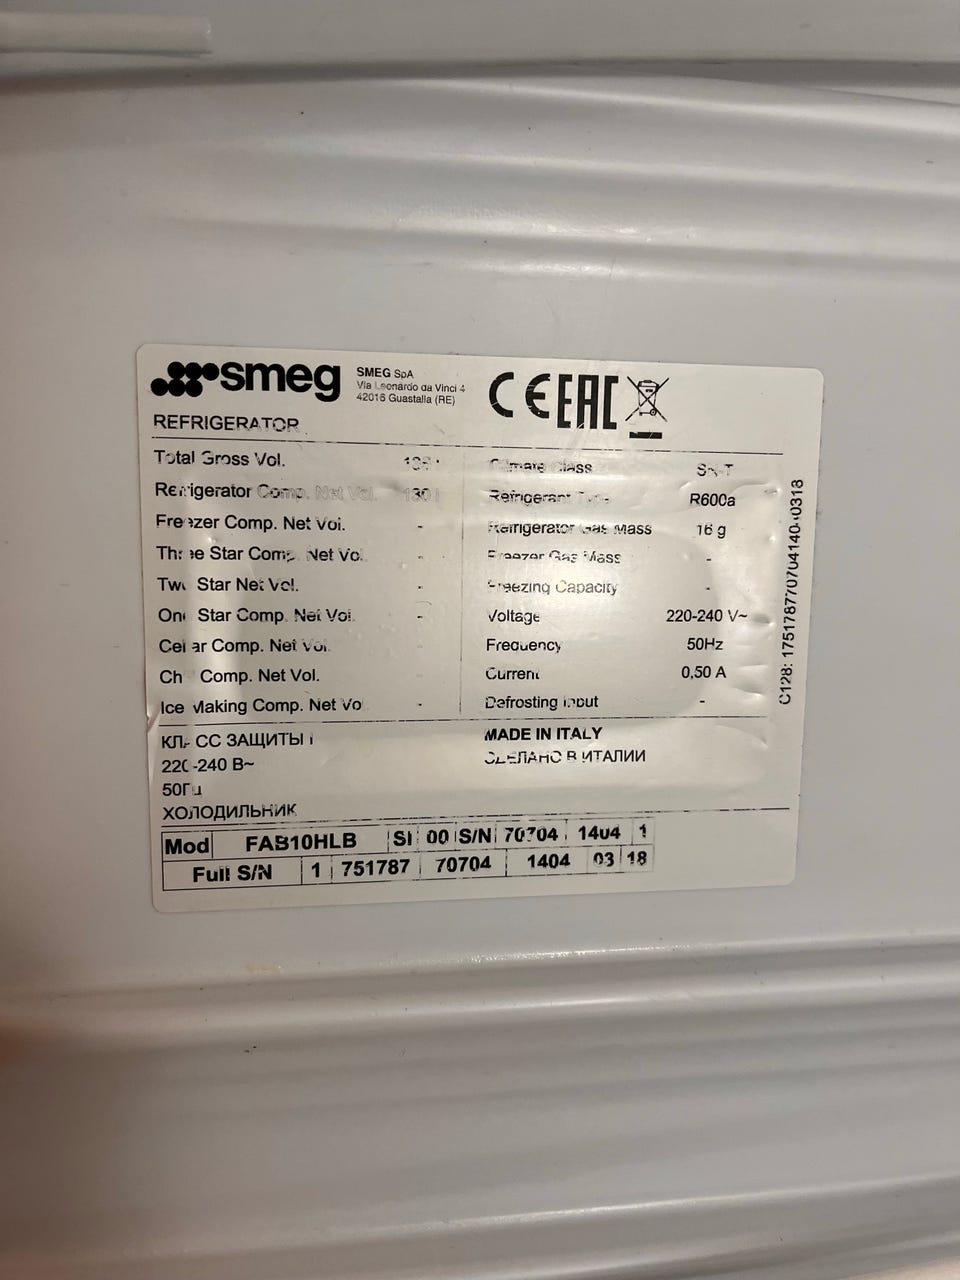 smeg
SMEG SpA
Via Leonardo da Vinci 4
42016 Guastalla (RE)
CE EAC
REFRIGERATOR
Total Gross Vol.
Refrigerator Comp. Net Vol. 130 l
Freezer Comp. Net Vol. -
Three Star Comp. Net Vol. -
Two Star Net Vol. -
One Star Comp. Net Vol. -
Cellar Comp. Net Vol. -
Comp. Net Vol.
Ice Making Comp. Net Vol -
Climate Class SN-T
Refrigerant Type R600a
Refrigerator Gas Mass 16 g
Freezer Gas Mass -
Freezing Capacity -
Voltage 220-240 V~
Frequency 50Hz
Current 0,50 A
Defrosting Input -
КЛАСС ЗАЩИТЫ I
220-240 В~
50Гц
ХОЛОДИЛЬНИК
MADE IN ITALY
СДЕЛАНО В ИТАЛИИ
Mod FAB10HLB SI 00 S/N 70704 1404 1
Full S/N 1 751787 70704 1404 03 18
C128: 17517877070414040318